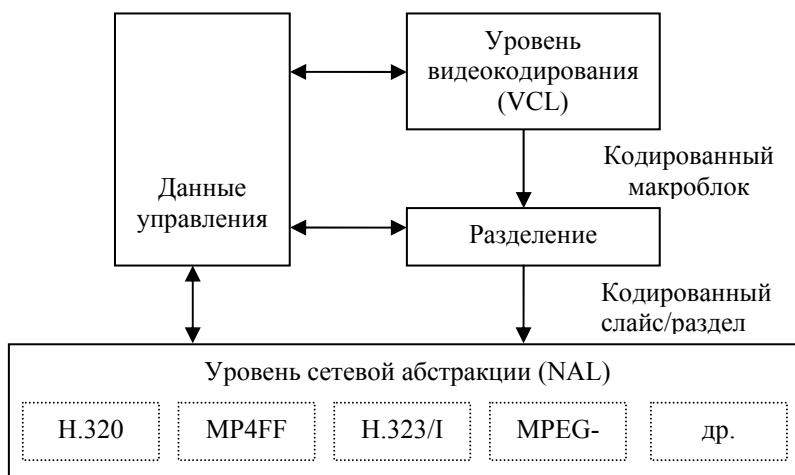 Уровень
видеокодирования
(VCL)
Кодированный
макроблок
Данные
управления
Разделение
Кодированный
слайс/раздел
Уровень сетевой абстракции (NAL)
H.320
MP4FF
H.323/I
MPEG-
др.